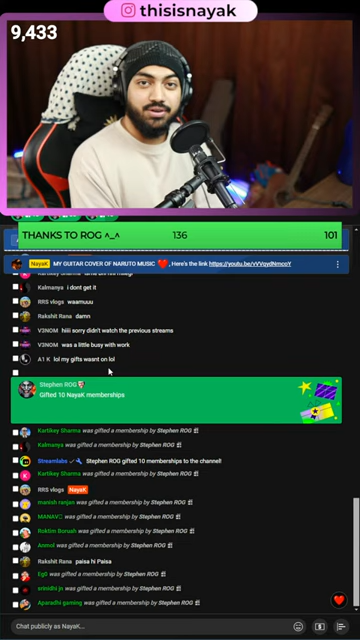 thisisnayak
9,433
THANKS TO ROG ^_^ 136 101
NayaK MY GUITAR COVER OF NARUTO MUSIC ❤️, Here's the link
Kalmanya i dont get it
RRS vlogs waamuuu
Rakshit Rana damn
V3NOM hiiii sorry didn't watch the previous streams
V3NOM was a little busy with work
A1 K lol my gifts wasnt on lol
Stephen ROG
Gifted 10 NayaK memberships
Kartikey Sharma was gifted a membership by Stephen ROG
Kalmanya was gifted a membership by Stephen ROG
Streamlabs Stephen ROG gifted 10 memberships to the channel!
Kartikey Sharma was gifted a membership by Stephen ROG
RRS vlogs NayaK
manish ranjan was gifted a membership by Stephen ROG
MANAV was gifted a membership by Stephen ROG
Roktim Boruah was gifted a membership by Stephen ROG
Anmol was gifted a membership by Stephen ROG
Rakshit Rana paisa hi Paisa
Eg0 was gifted a membership by Stephen ROG
srinidhi jn was gifted a membership by Stephen ROG
Aparadhi gaming was gifted a membership by Stephen ROG
Chat publicly as NayaK...